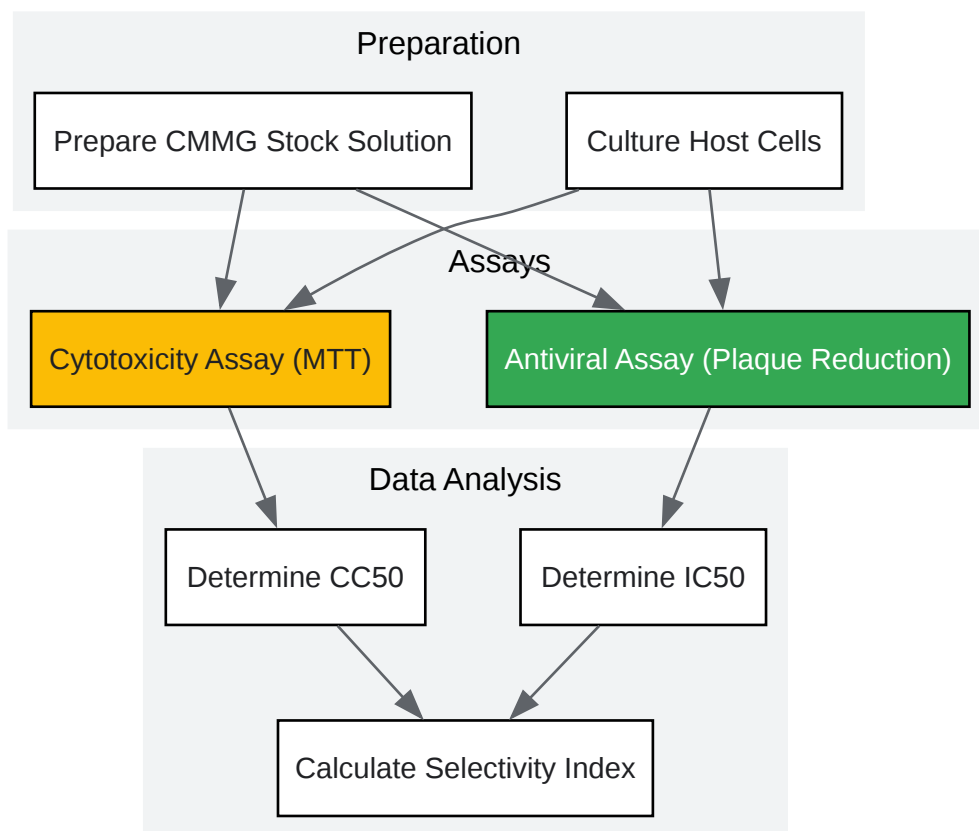 Preparation
Prepare CMMG Stock Solution
Culture Host Cells
Assays
Cytotoxicity Assay (MTT)
Antiviral Assay (Plaque Reduction)
Data Analysis
Determine CC50
Determine IC50
Calculate Selectivity Index